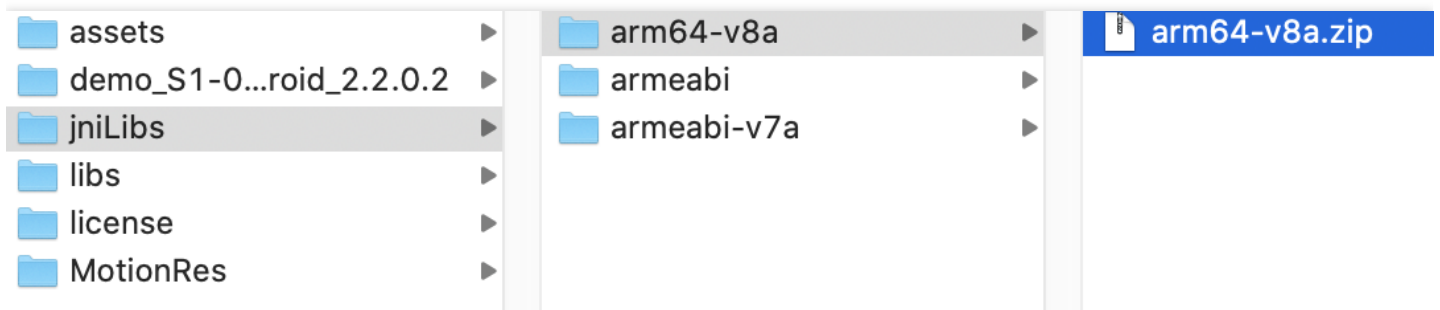 assets
demo_S1-0...roid_2.2.0.2
jniLibs
libs
license
MotionRes
arm64-v8a
armeabi
armeabi-v7a
arm64-v8a.zip